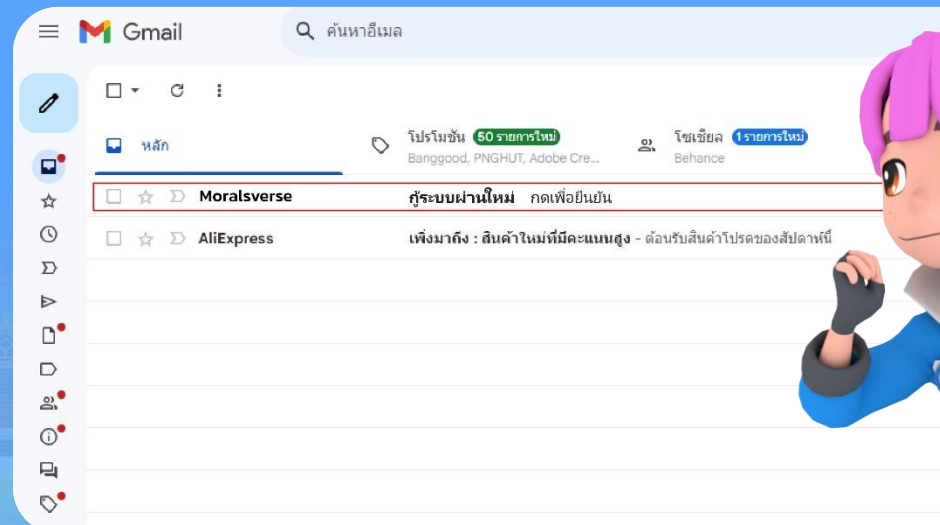 Gmail
ค้นหาอีเมล
หลัก
โปรโมชัน 50 รายการใหม่
Banggood, PNGHUT, Adobe Cre...
โซเชียล 1 รายการใหม่
Behance
Moralsverse กู้ระบบผ่านใหม่ กดเพื่อยืนยัน
AliExpress เพิ่งมาถึง : สินค้าใหม่ที่มีคะแนนสูง - ต้อนรับสินค้าโปรดของสัปดาห์นี้